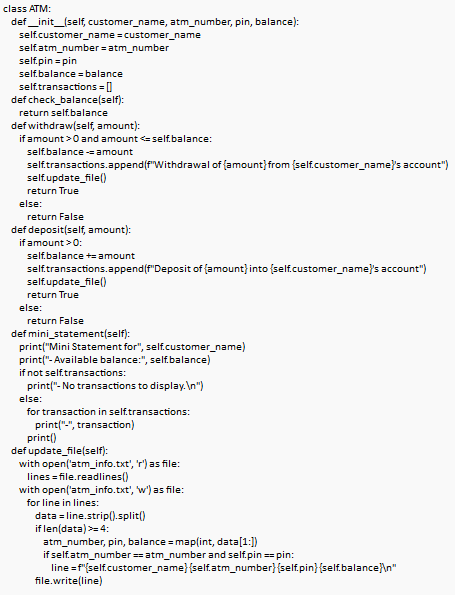 class ATM:
  def __init__(self, customer_name, atm_number, pin, balance):
    self.customer_name = customer_name
    self.atm_number = atm_number
    self.pin = pin
    self.balance = balance
    self.transactions = []
  def check_balance(self):
    return self.balance
  def withdraw(self, amount):
    if amount > 0 and amount <= self.balance:
      self.balance -= amount
      self.transactions.append(f"Withdrawal of {amount} from {self.customer_name}'s account")
      self.update_file()
      return True
    else:
      return False
  def deposit(self, amount):
    if amount > 0:
      self.balance += amount
      self.transactions.append(f"Deposit of {amount} into {self.customer_name}'s account")
      self.update_file()
      return True
    else:
      return False
  def mini_statement(self):
    print("Mini Statement for", self.customer_name)
    print("- Available balance:", self.balance)
    if not self.transactions:
      print("- No transactions to display.\n")
    else:
      for transaction in self.transactions:
        print("-", transaction)
      print()
  def update_file(self):
    with open('atm_info.txt', 'r') as file:
      lines = file.readlines()
    with open('atm_info.txt', 'w') as file:
      for line in lines:
        data = line.strip().split()
        if len(data) >= 4:
          atm_number, pin, balance = map(int, data[1:])
          if self.atm_number == atm_number and self.pin == pin:
            line = f"{self.customer_name} {self.atm_number} {self.pin} {self.balance}\n"
        file.write(line)